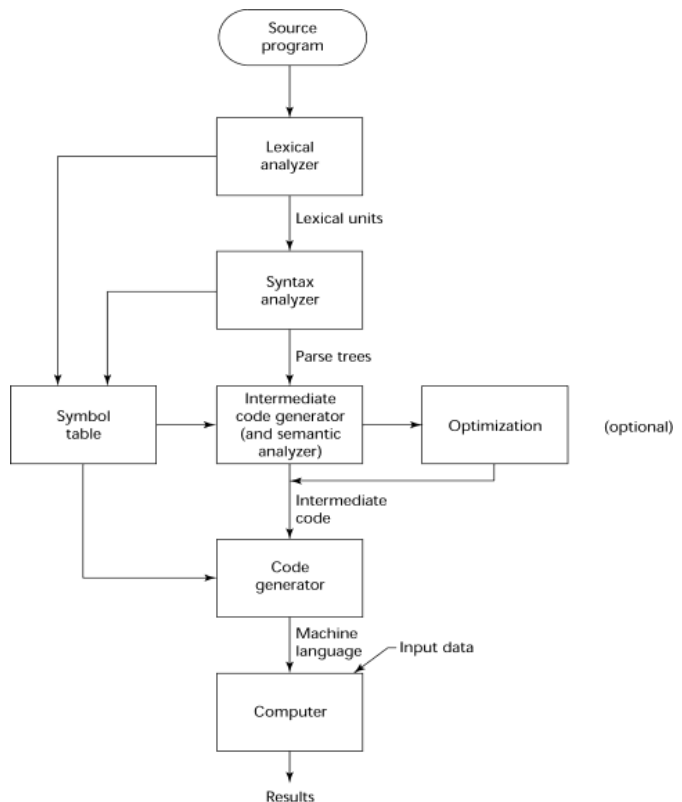 Source
program
Lexical
analyzer
Lexical units
Syntax
analyzer
Parse trees
Symbol
table
Intermediate
code generator
(and semantic
analyzer)
Optimization
(optional)
Intermediate
code
Code
generator
Machine
language
Input data
Computer
Results